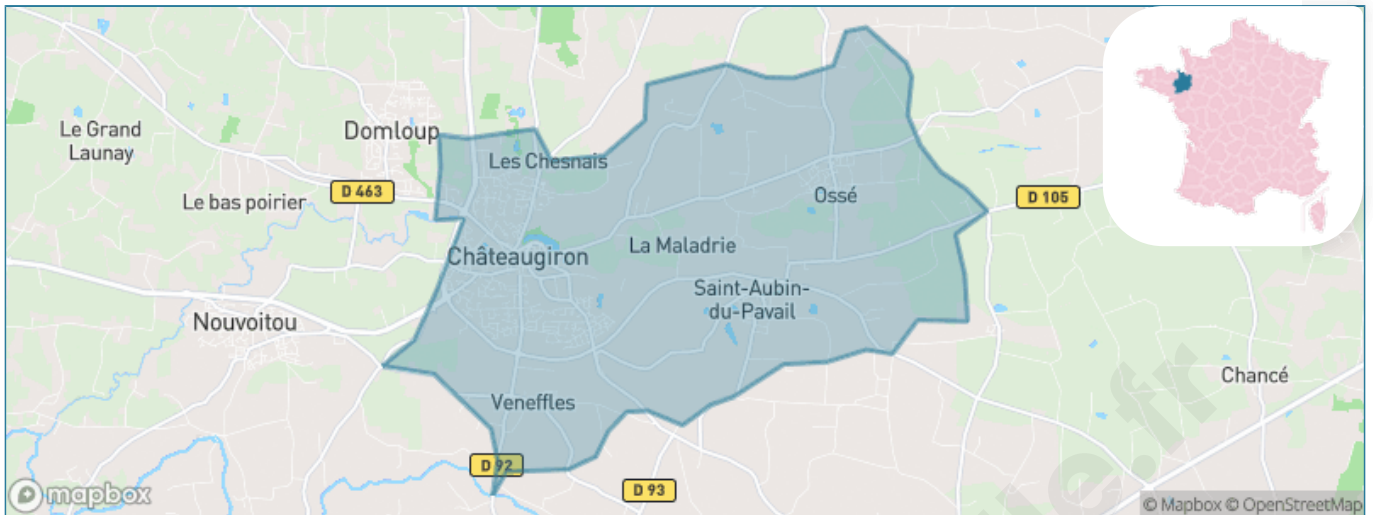 Le Grand
Launay
Domloup
Les Chesnais
D 463
Le bas poirier
Ossé
D 105
La Maladrie
Châteaugiron
Saint-Aubin-
du-Pavail
Nouvoitou
Chancé
Veneffles
D 92
D 93
mapbox
© Mapbox © OpenStreetMap